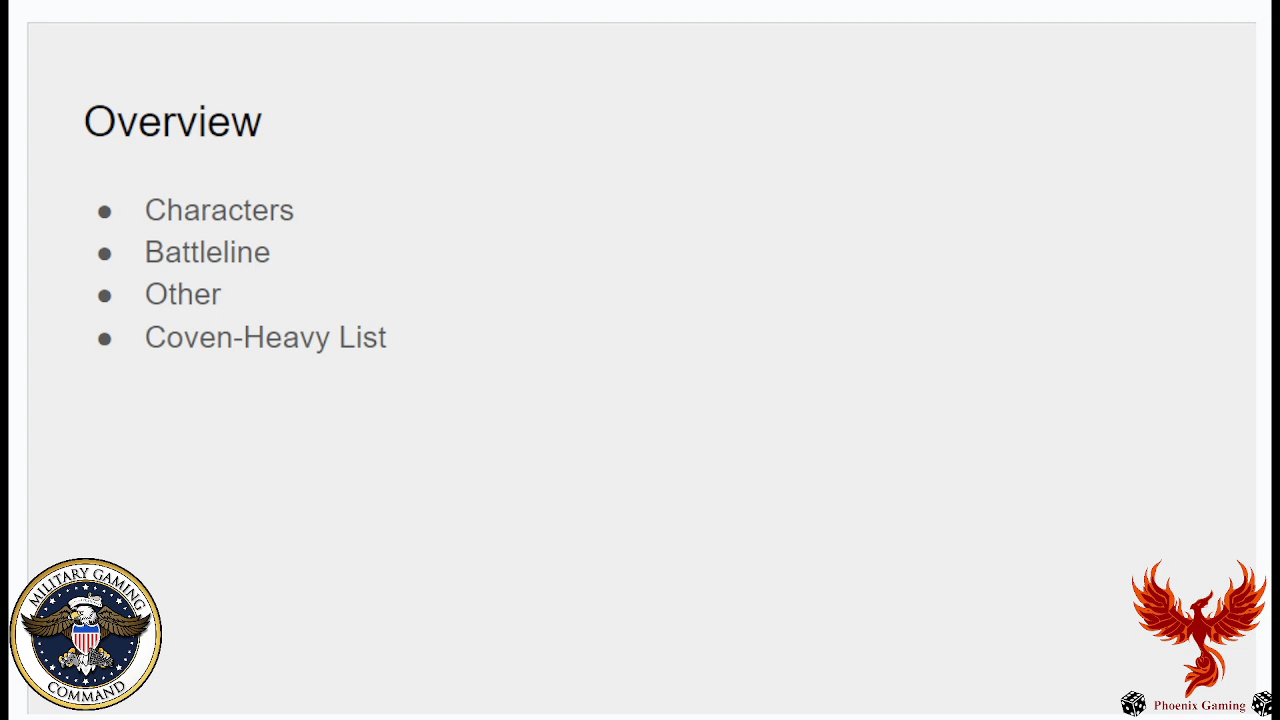 Overview
● Characters
● Battleline
● Other
● Coven-Heavy List
MILITARY GAMING
COMMAND
Phoenix Gaming